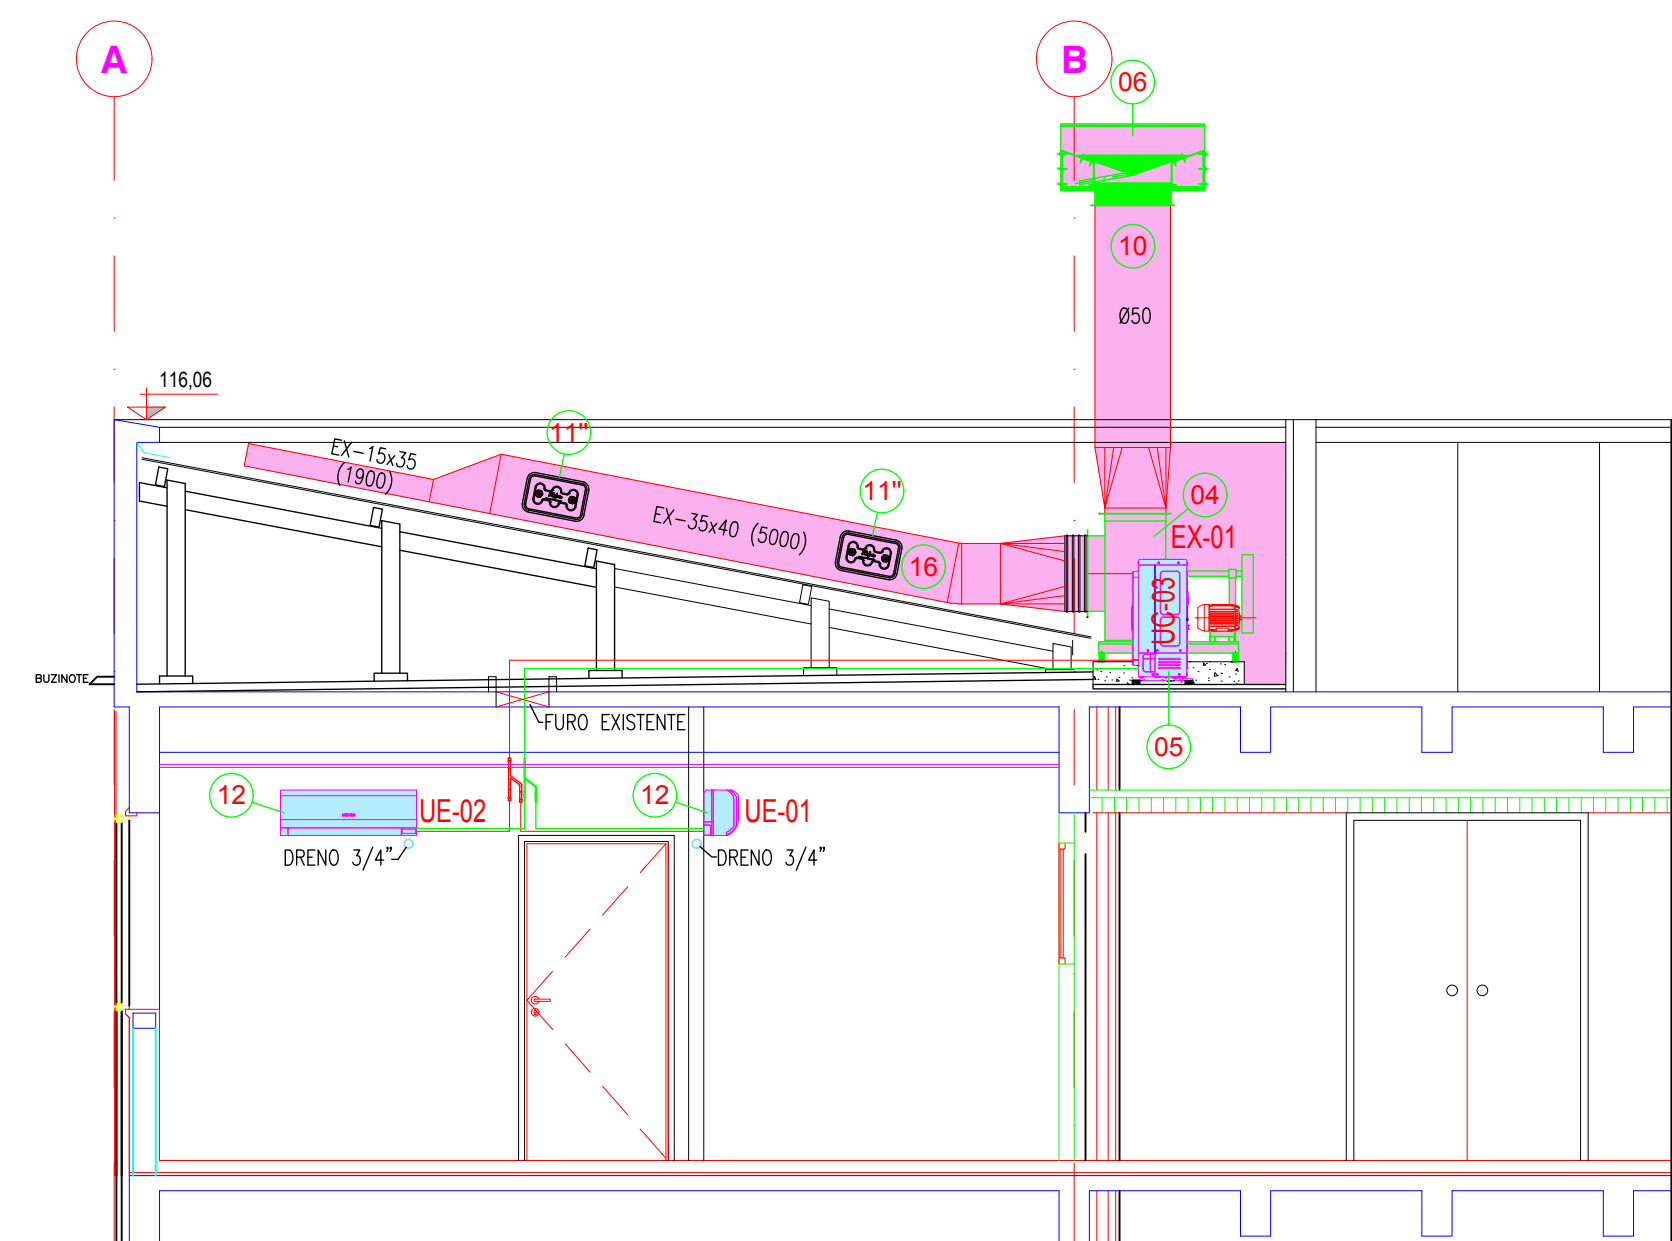 A
B
06
10
Ø50
116,06
11"
EX-15x35
(1900)
11"
04
EX-35x40 (5000)
EX-01
16
UC-03
BUZINOTE
FURO EXISTENTE
05
12
UE-02
12
UE-01
DRENO 3/4"
DRENO 3/4"